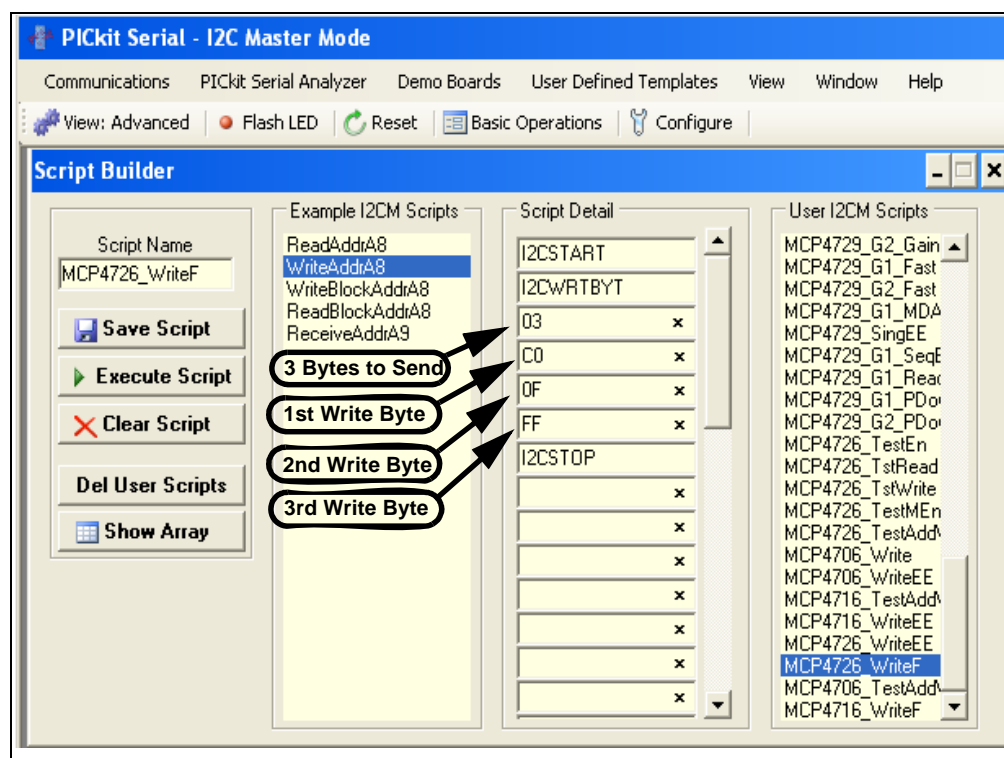 PICkit Serial - I2C Master Mode
Communications PICkit Serial Analyzer Demo Boards User Defined Templates View Window Help
View: Advanced Flash LED Reset Basic Operations Configure
Script Builder
Script Name
MCP4726_WriteF
Save Script
Execute Script
Clear Script
Del User Scripts
Show Array
Example I2CM Scripts
ReadAddrA8
WriteAddrA8
WriteBlockAddrA8
ReadBlockAddrA8
ReceiveAddrA9
3 Bytes to Send
1st Write Byte
2nd Write Byte
3rd Write Byte
Script Detail
I2CSTART
I2CWRTBYT
03
C0
0F
FF
I2CSTOP
User I2CM Scripts
MCP4729_G2_Gain
MCP4729_G1_Fast
MCP4729_G2_Fast
MCP4729_G1_MDA
MCP4729_SingEE
MCP4729_G1_SeqE
MCP4729_G1_Read
MCP4729_G1_PDo
MCP4729_G2_PDo
MCP4726_TestEn
MCP4726_TstRead
MCP4726_TstWrite
MCP4726_TestMEn
MCP4726_TestAdd
MCP4706_Write
MCP4706_WriteEE
MCP4716_TestAdd
MCP4716_WriteEE
MCP4726_WriteEE
MCP4726_WriteF
MCP4706_TestAdd
MCP4716_WriteF